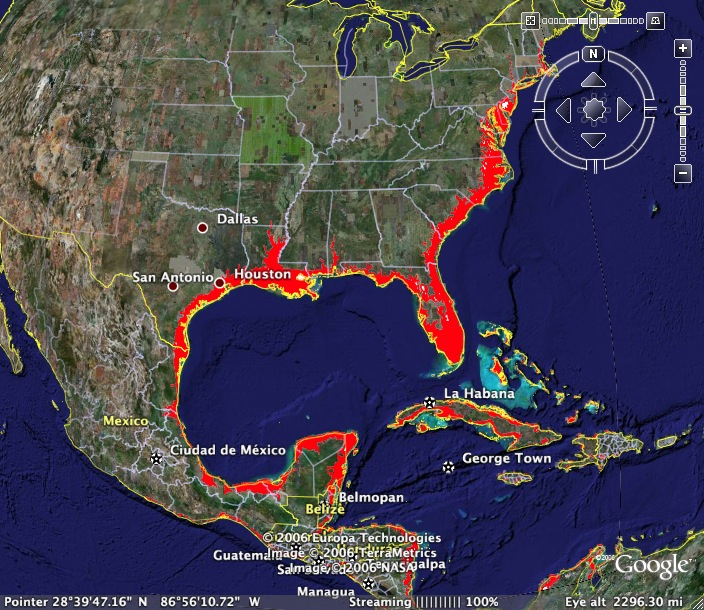 N
Dallas
San Antonio
Houston
La Habana
Mexico
Ciudad de México
George Town
Belmopan
Belize
© 2006 Europa Technologies
Image © 2006 TerraMetrics
Image © 2006 NASA
Managua
© 2006
Google
Pointer 28°39'47.16" N 86°56'10.72" W
Streaming |||||||||| 100%
Eye alt 2296.30 mi